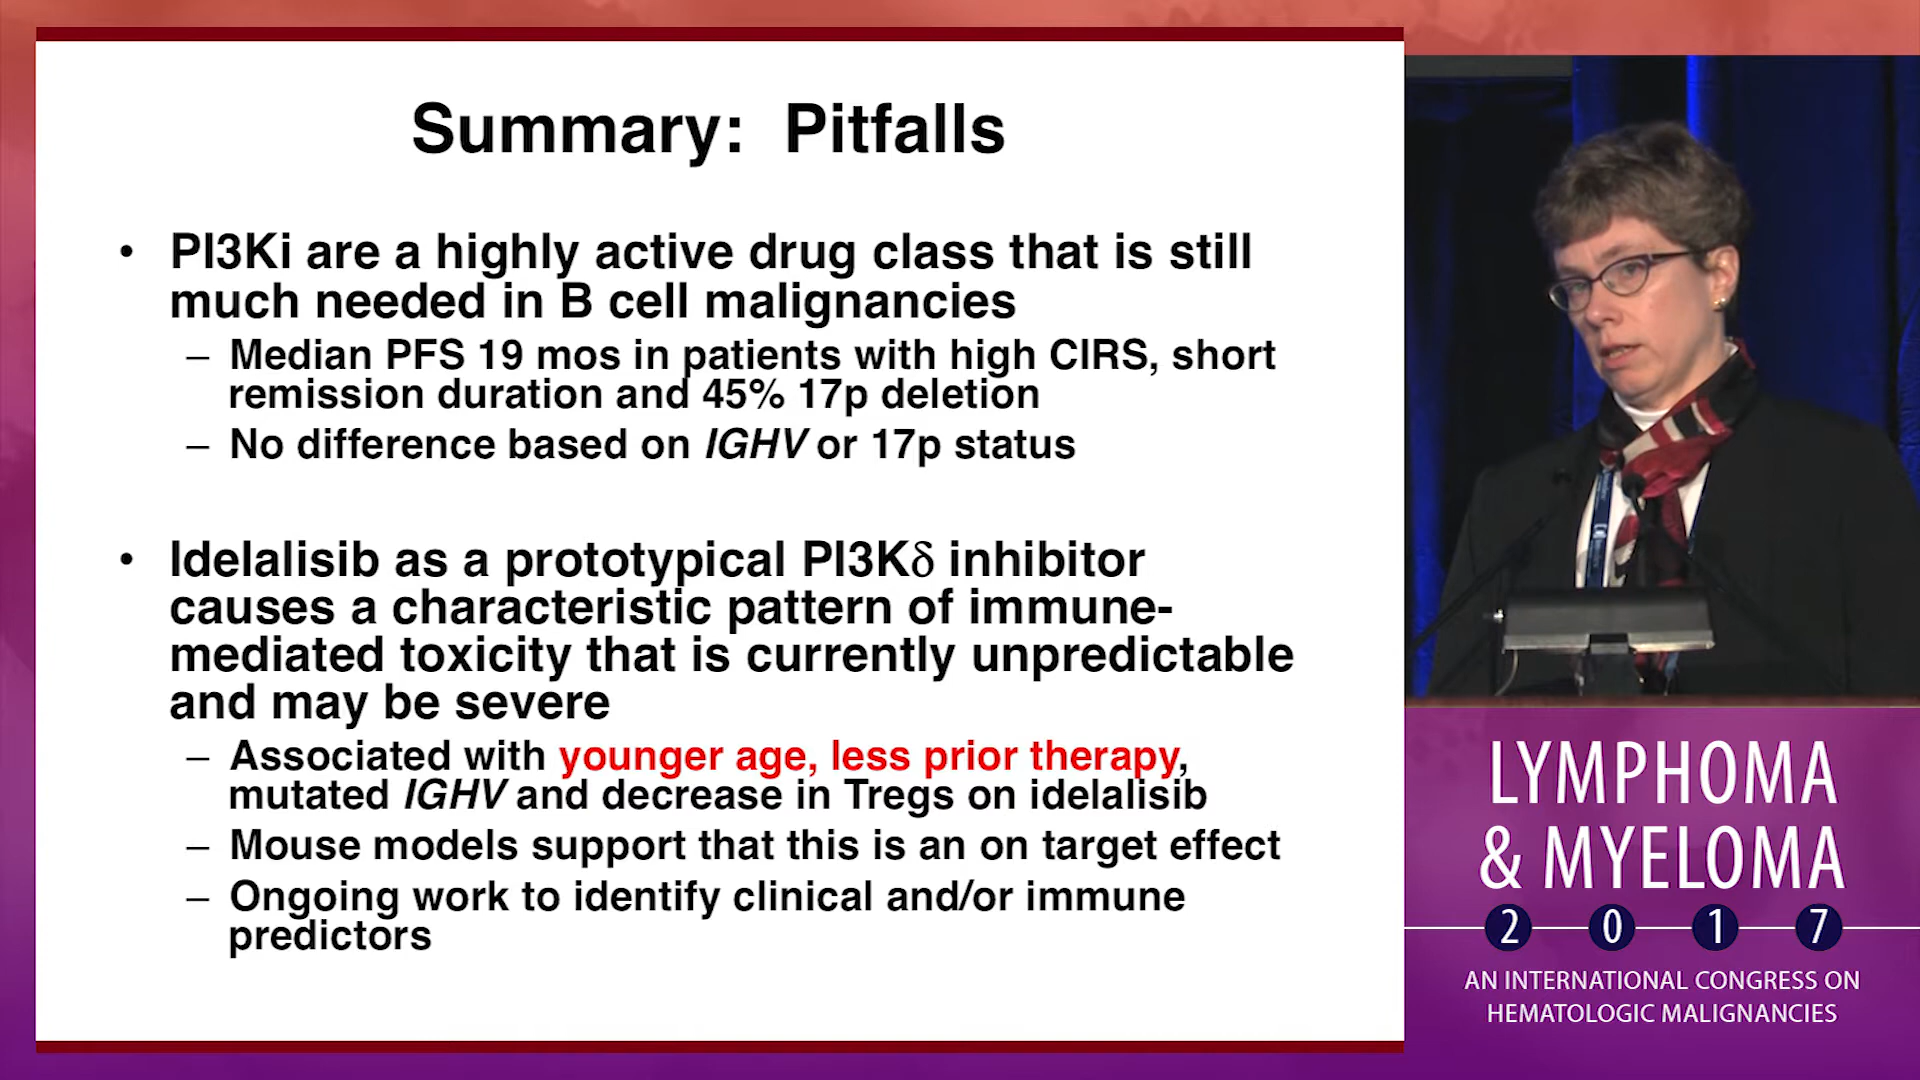 Summary: Pitfalls
• PI3Ki are a highly active drug class that is still
much needed in B cell malignancies
– Median PFS 19 mos in patients with high CIRS, short
remission duration and 45% 17p deletion
– No difference based on IGHV or 17p status
• Idelalisib as a prototypical PI3Kδ inhibitor
causes a characteristic pattern of immune-
mediated toxicity that is currently unpredictable
and may be severe
– Associated with younger age, less prior therapy,
mutated IGHV and decrease in Tregs on idelalisib
– Mouse models support that this is an on target effect
– Ongoing work to identify clinical and/or immune
predictors
LYMPHOMA
& MYELOMA
2 0 1 7
AN INTERNATIONAL CONGRESS ON
HEMATOLOGIC MALIGNANCIES